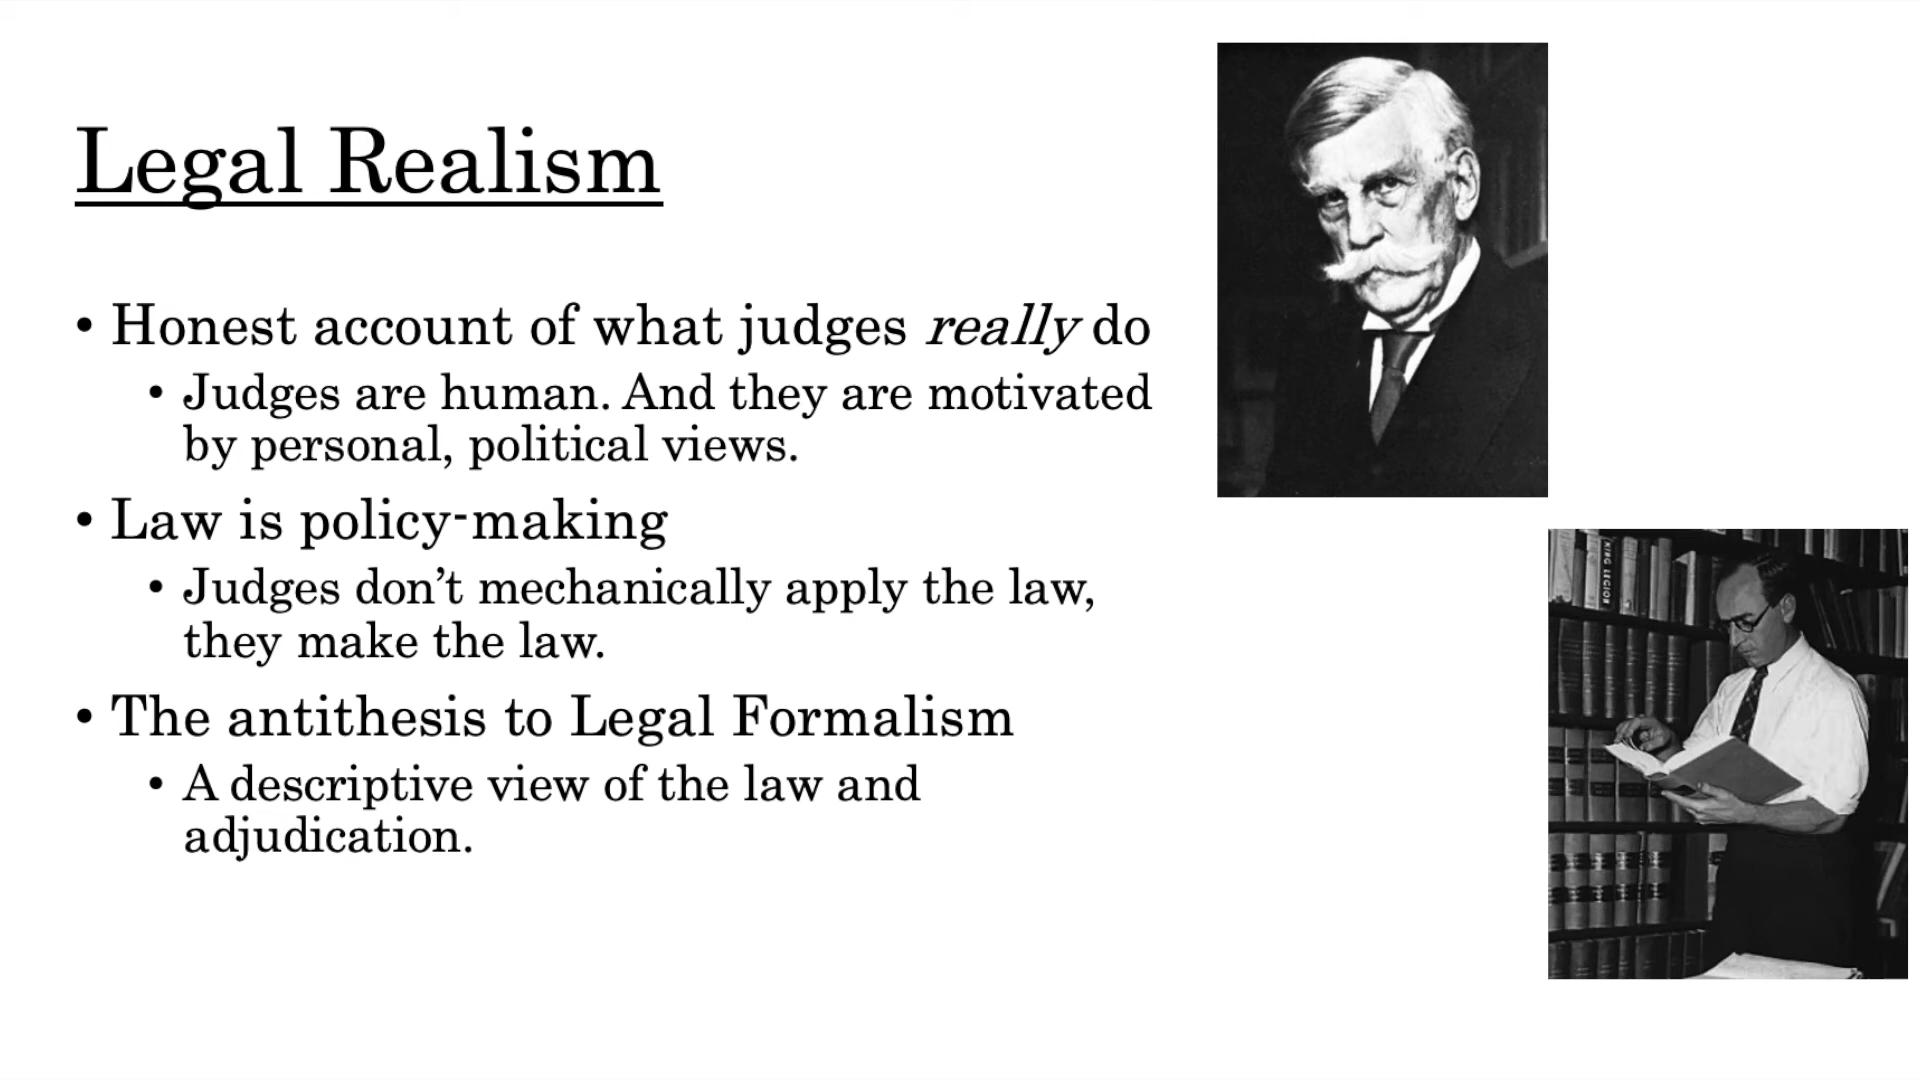 Legal Realism
• Honest account of what judges really do
• Judges are human. And they are motivated
by personal, political views.
• Law is policy-making
• Judges don’t mechanically apply the law,
they make the law.
• The antithesis to Legal Formalism
• A descriptive view of the law and
adjudication.